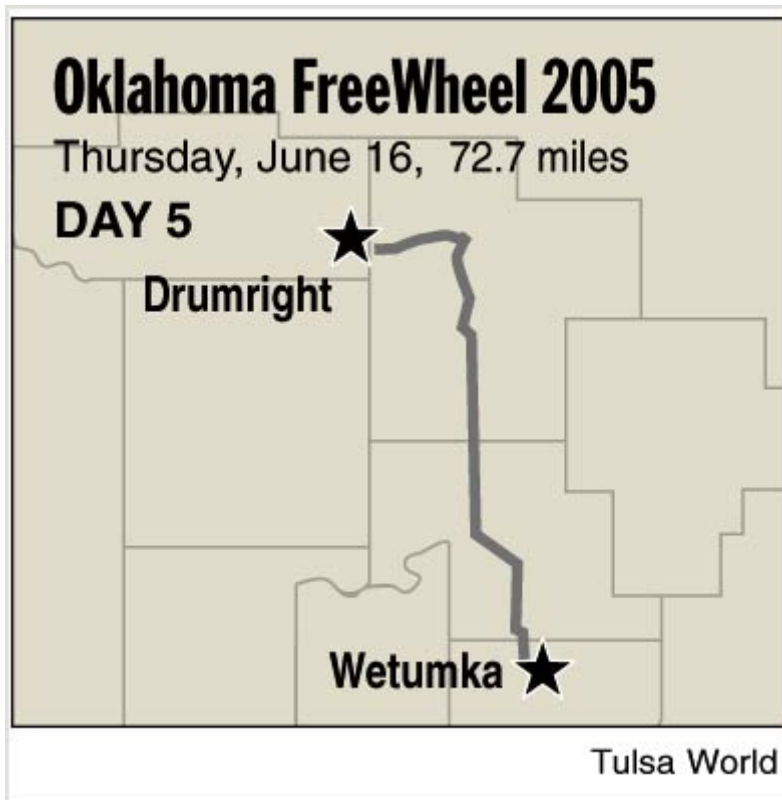 Oklahoma FreeWheel 2005
Thursday, June 16, 72.7 miles
DAY 5
Drumright
Wetumka
Tulsa World